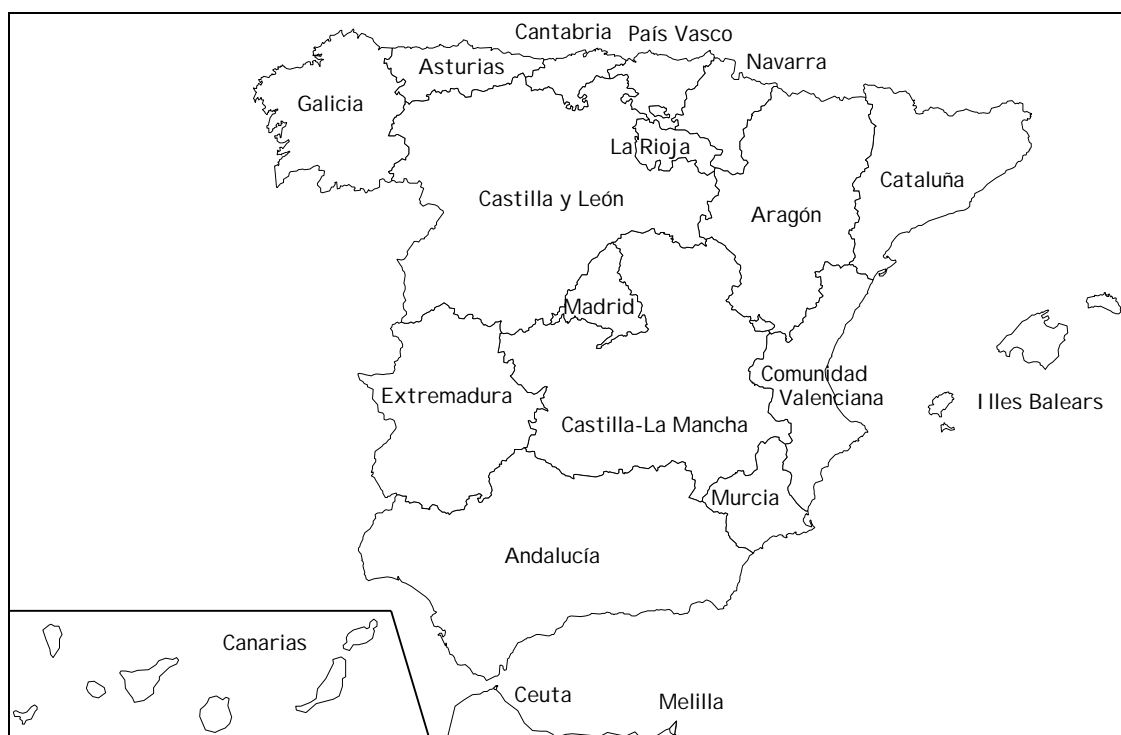 Cantabria
País Vasco
Navarra
Asturias
Galicia
La Rioja
Cataluña
Castilla y León
Aragón
Madrid
Comunidad
Valenciana
Extremadura
Illes Balears
Castilla-La Mancha
Murcia
Andalucía
Canarias
Ceuta
Melilla